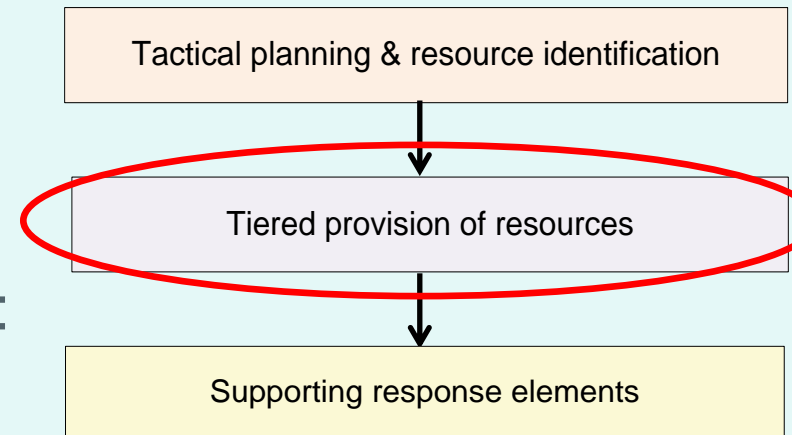 Tactical planning & resource identification
Tiered provision of resources
Supporting response elements